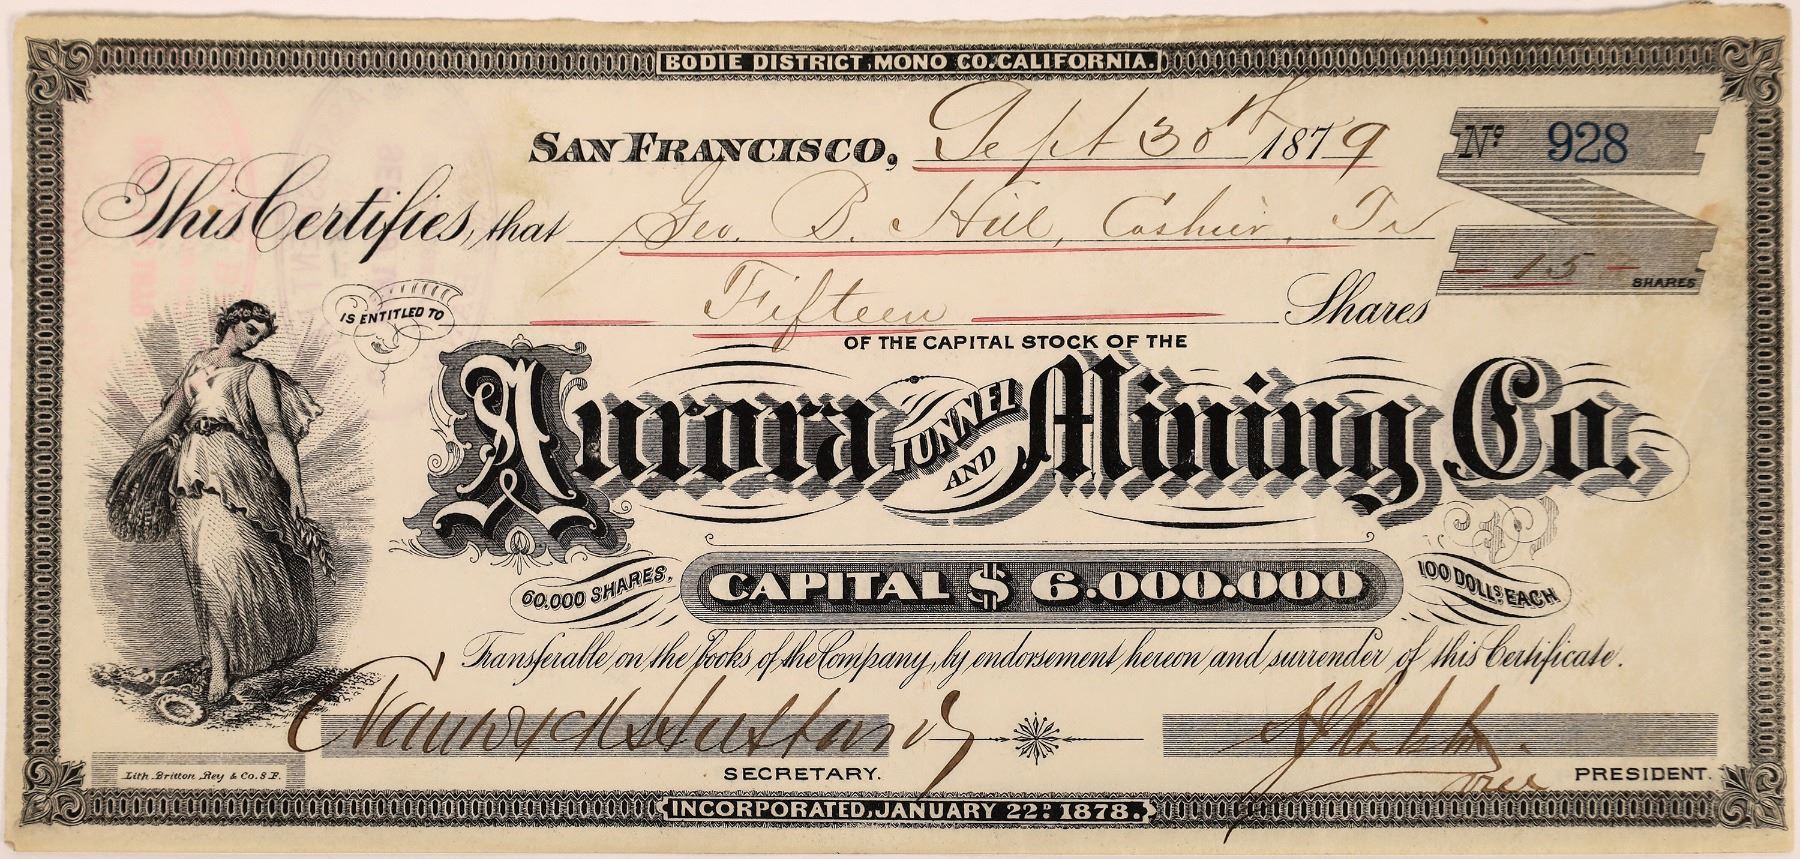 BODIE DISTRICT, MONO CO. CALIFORNIA.
SAN FRANCISCO, Sept 30th 1879
No 928
This Certifies, that Geo. B. Hill, Cashier, Tr
- 15 - SHARES
IS ENTITLED TO Fifteen Shares
OF THE CAPITAL STOCK OF THE
Aurora TUNNEL AND Mining Co.
60.000 SHARES. CAPITAL $ 6.000.000 100 DOLLS EACH
Transferable on the Books of the Company, by endorsement hereon and surrender of this Certificate.
SECRETARY. PRESIDENT.
Lith. Britton, Rey & Co. S.F.
INCORPORATED, JANUARY 22D 1878.